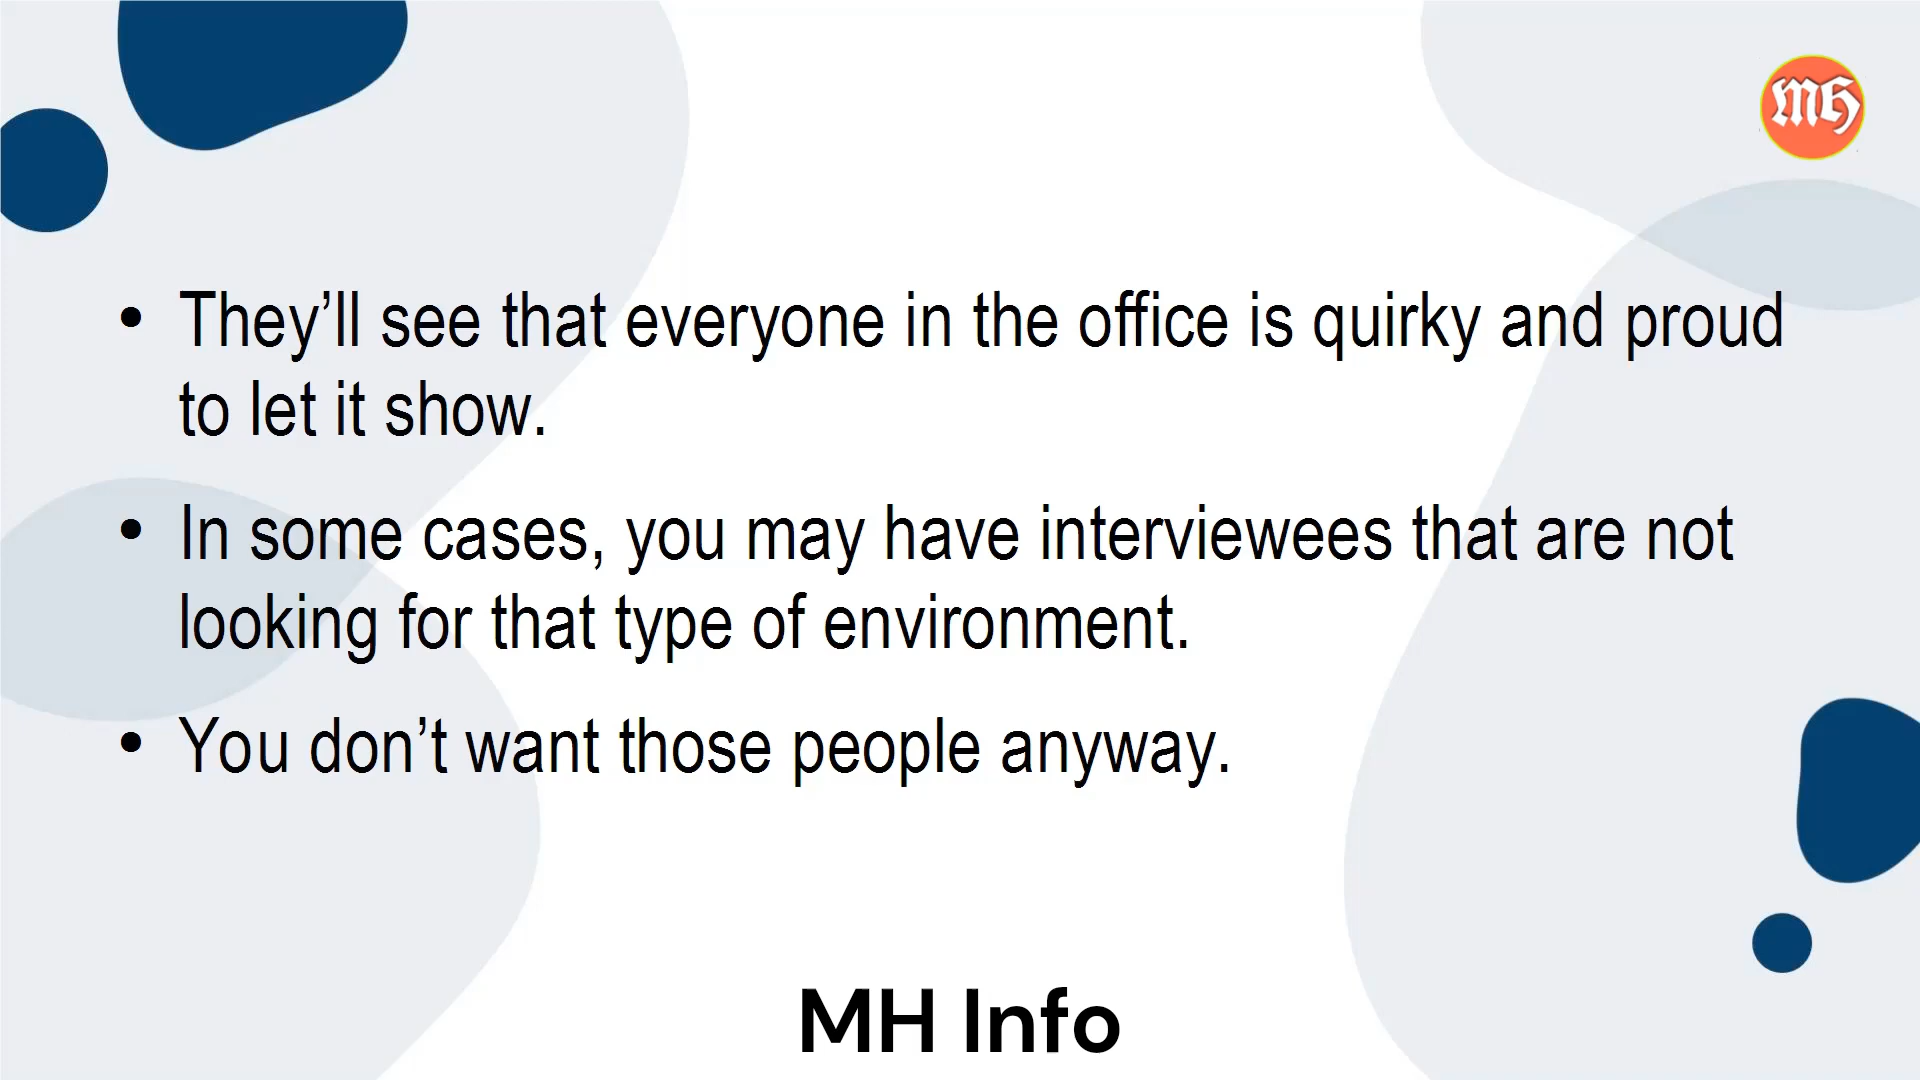 MH
• They’ll see that everyone in the office is quirky and proud
to let it show.
• In some cases, you may have interviewees that are not
looking for that type of environment.
• You don’t want those people anyway.
MH Info